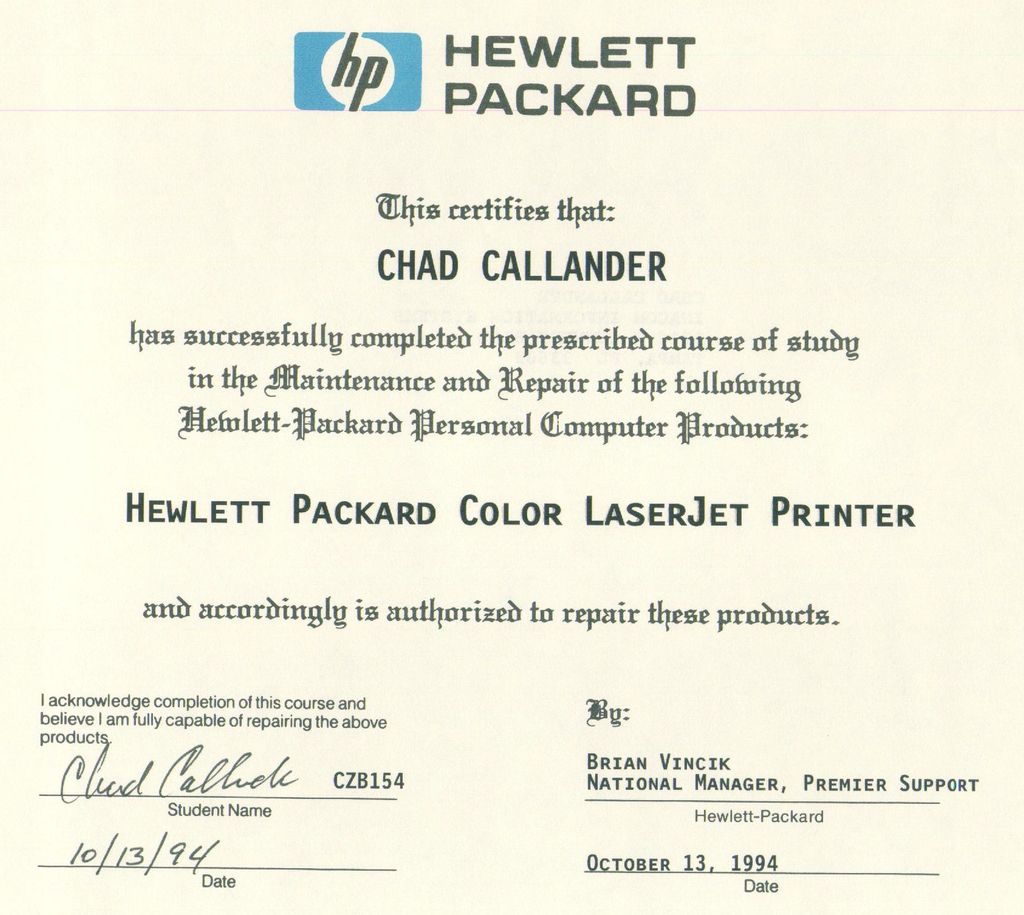 hp HEWLETT
PACKARD
This certifies that:
CHAD CALLANDER
has successfully completed the prescribed course of study
in the Maintenance and Repair of the following
Hewlett-Packard Personal Computer Products:
HEWLETT PACKARD COLOR LASERJET PRINTER
and accordingly is authorized to repair these products.
I acknowledge completion of this course and
believe I am fully capable of repairing the above
products.
Chad Callander CZB154
Student Name
10/13/94
Date
By:
BRIAN VINCIK
NATIONAL MANAGER, PREMIER SUPPORT
Hewlett-Packard
OCTOBER 13, 1994
Date